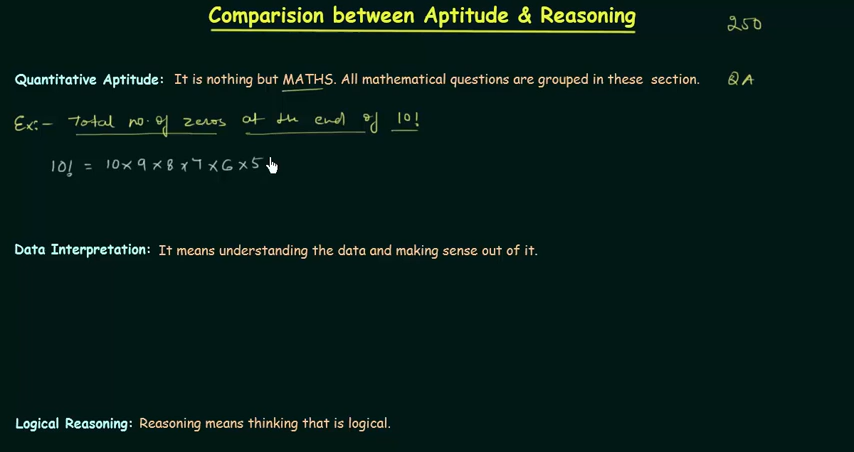 Comparision between Aptitude & Reasoning
250
Quantitative Aptitude: It is nothing but MATHS. All mathematical questions are grouped in these section.
QA
Ex:- Total no. of zeros at the end of 10!
10! = 10 × 9 × 8 × 7 × 6 × 5
Data Interpretation: It means understanding the data and making sense out of it.
Logical Reasoning: Reasoning means thinking that is logical.